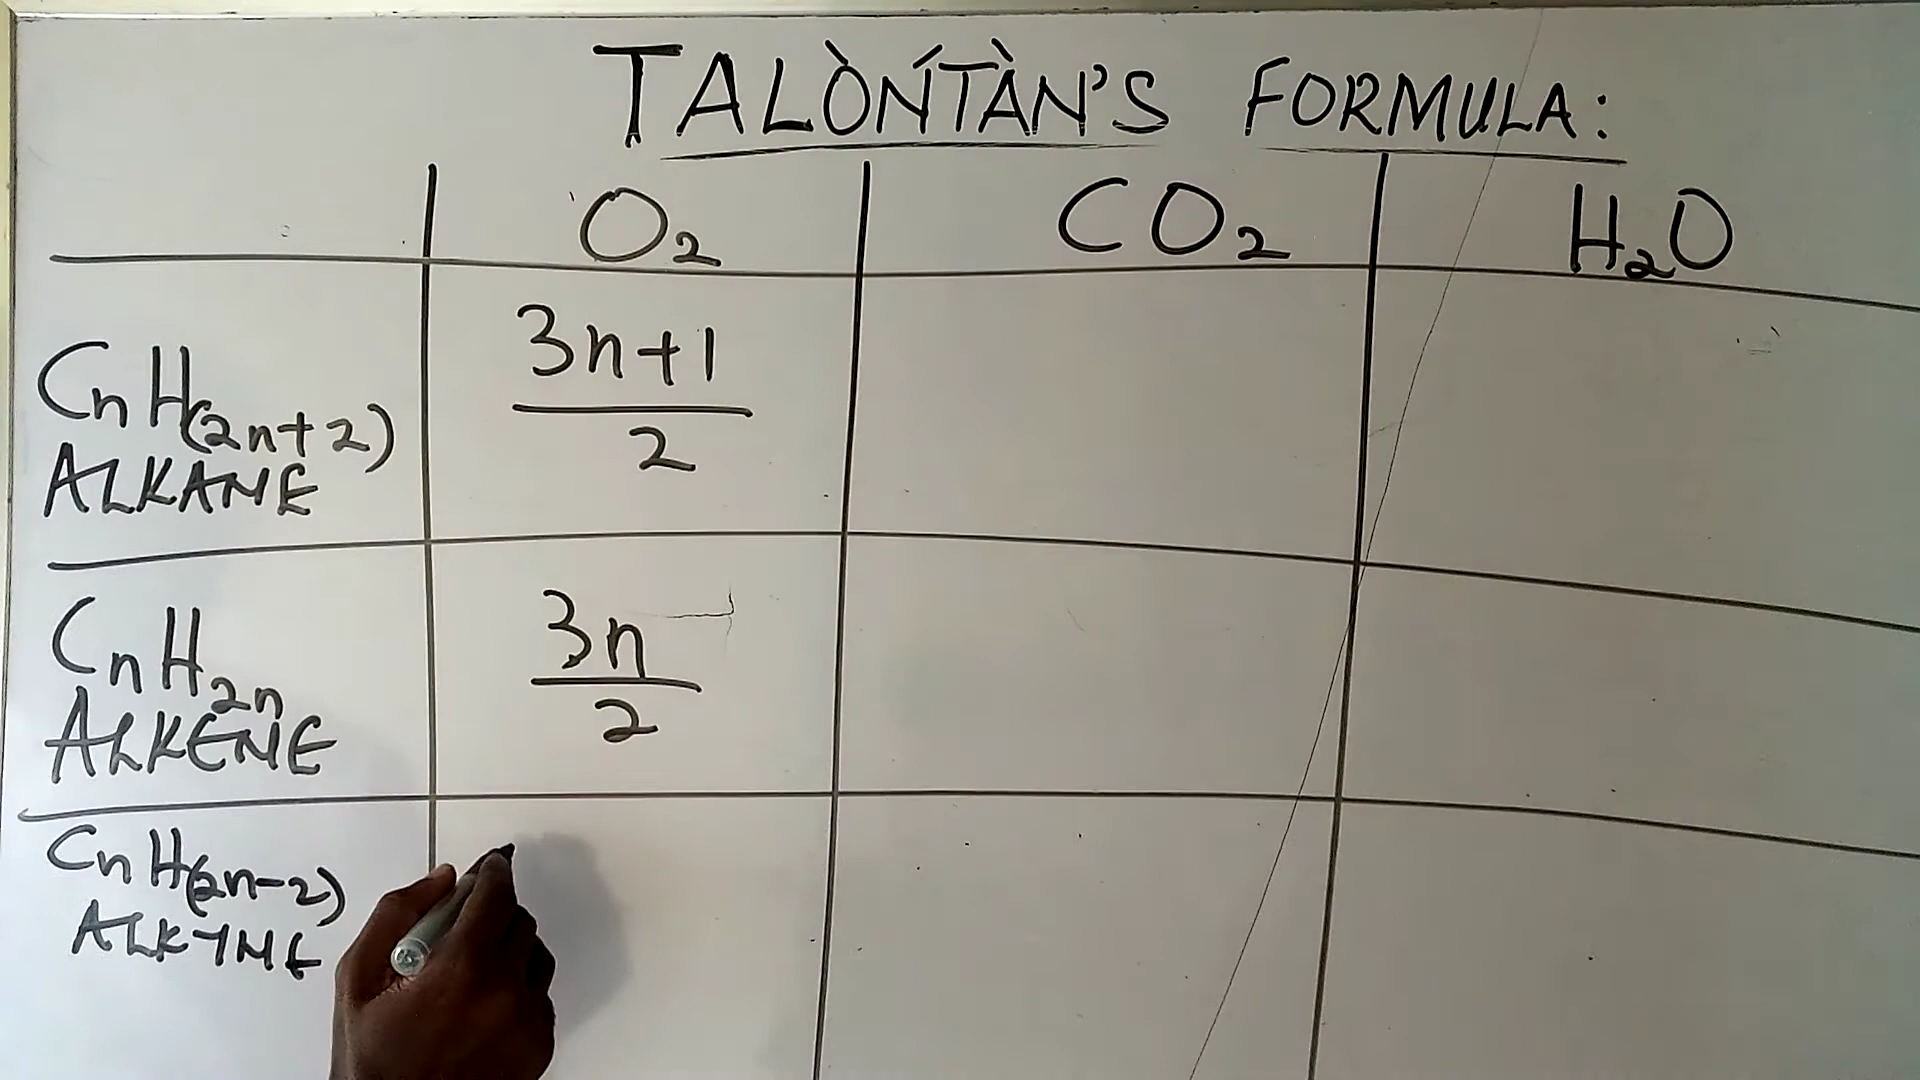 TALÒŃTÀN'S FORMULA:
O₂ CO₂ H₂O
CnH(2n+2)
ALKANE
3n+1
2
CnH2n
ALKENE
3n
2
CnH(2n-2)
ALKYNE